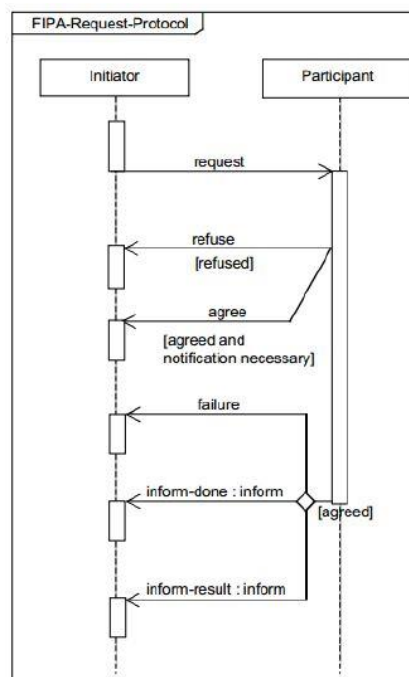 FIPA-Request-Protocol
Initiator
Participant
request
refuse
[refused]
agree
[agreed and
notification necessary]
failure
inform-done : inform
[agreed]
inform-result : inform